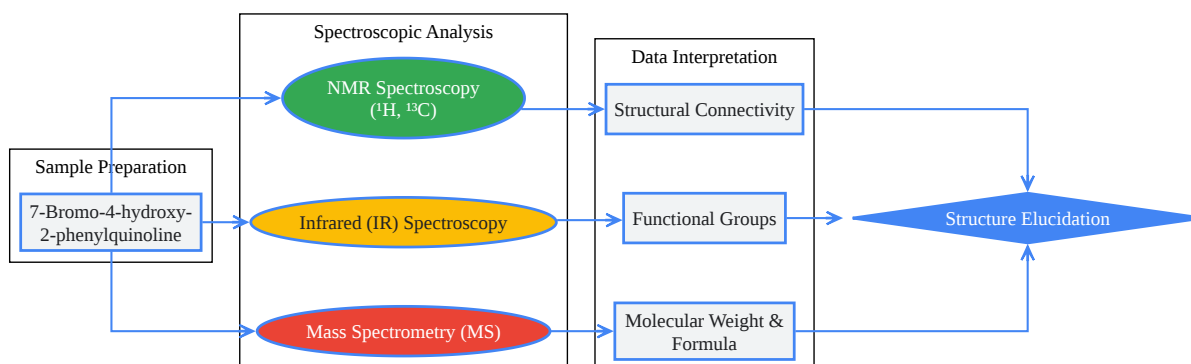 Spectroscopic Analysis
NMR Spectroscopy
(¹H, ¹³C)
Data Interpretation
Structural Connectivity
Sample Preparation
7-Bromo-4-hydroxy-
2-phenylquinoline
Infrared (IR) Spectroscopy
Functional Groups
Structure Elucidation
Mass Spectrometry (MS)
Molecular Weight &
Formula